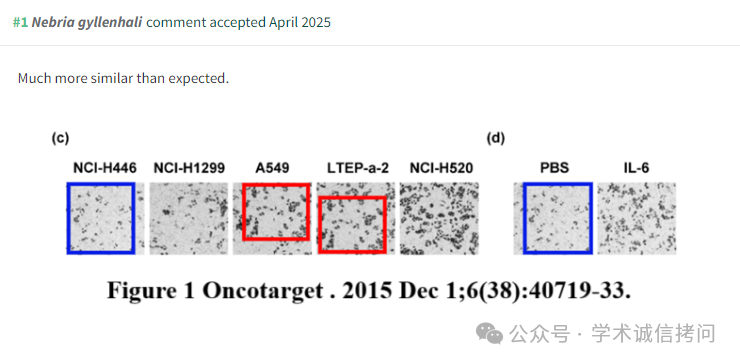 #1 Nebria gyllenhali comment accepted April 2025
Much more similar than expected.
(c) (d)
NCI-H446 NCI-H1299 A549 LTEP-a-2 NCI-H520 PBS IL-6
Figure 1 Oncotarget . 2015 Dec 1;6(38):40719-33.
公众号 · 学术诚信拷问